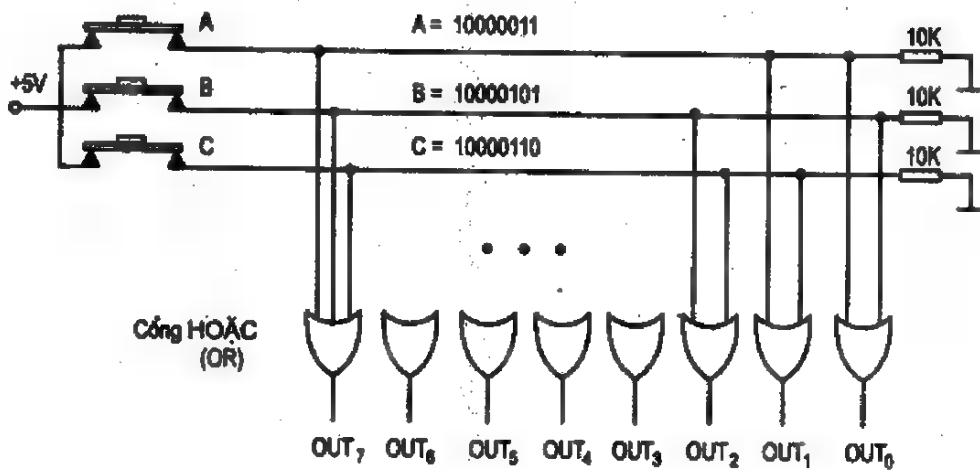 A
A = 10000011
10K
+5V
B
B = 10000101
10K
C
C = 10000110
10K
Cổng HOẶC
(OR)
OUT7 OUT6 OUT5 OUT4 OUT3 OUT2 OUT1 OUT0